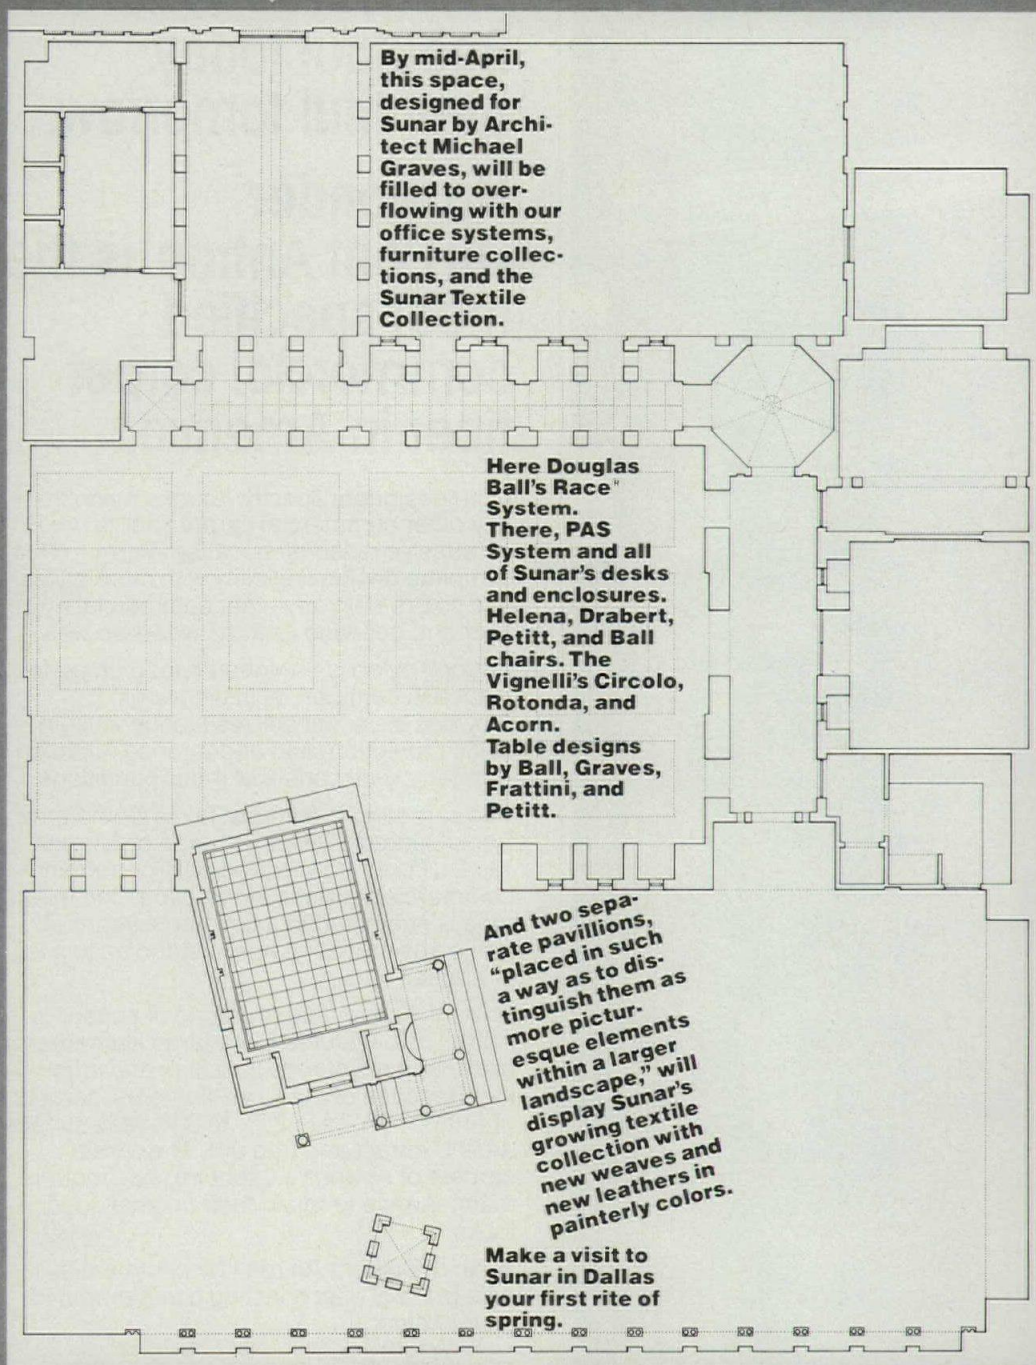 By mid-April,
this space,
designed for
Sunar by Archi-
tect Michael
Graves, will be
filled to over-
flowing with our
office systems,
furniture collec-
tions, and the
Sunar Textile
Collection.
Here Douglas
Ball's Race®
System.
There, PAS
System and all
of Sunar's desks
and enclosures.
Helena, Drabert,
Petitt, and Ball
chairs. The
Vignelli's Circolo,
Rotonda, and
Acorn.
Table designs
by Ball, Graves,
Frattini, and
Petitt.
And two sepa-
rate pavillions,
“placed in such
a way as to dis-
tinguish them as
more pictur-
esque elements
within a larger
landscape,” will
display Sunar's
growing textile
collection with
new weaves and
new leathers in
painterly colors.
Make a visit to
Sunar in Dallas
your first rite of
spring.